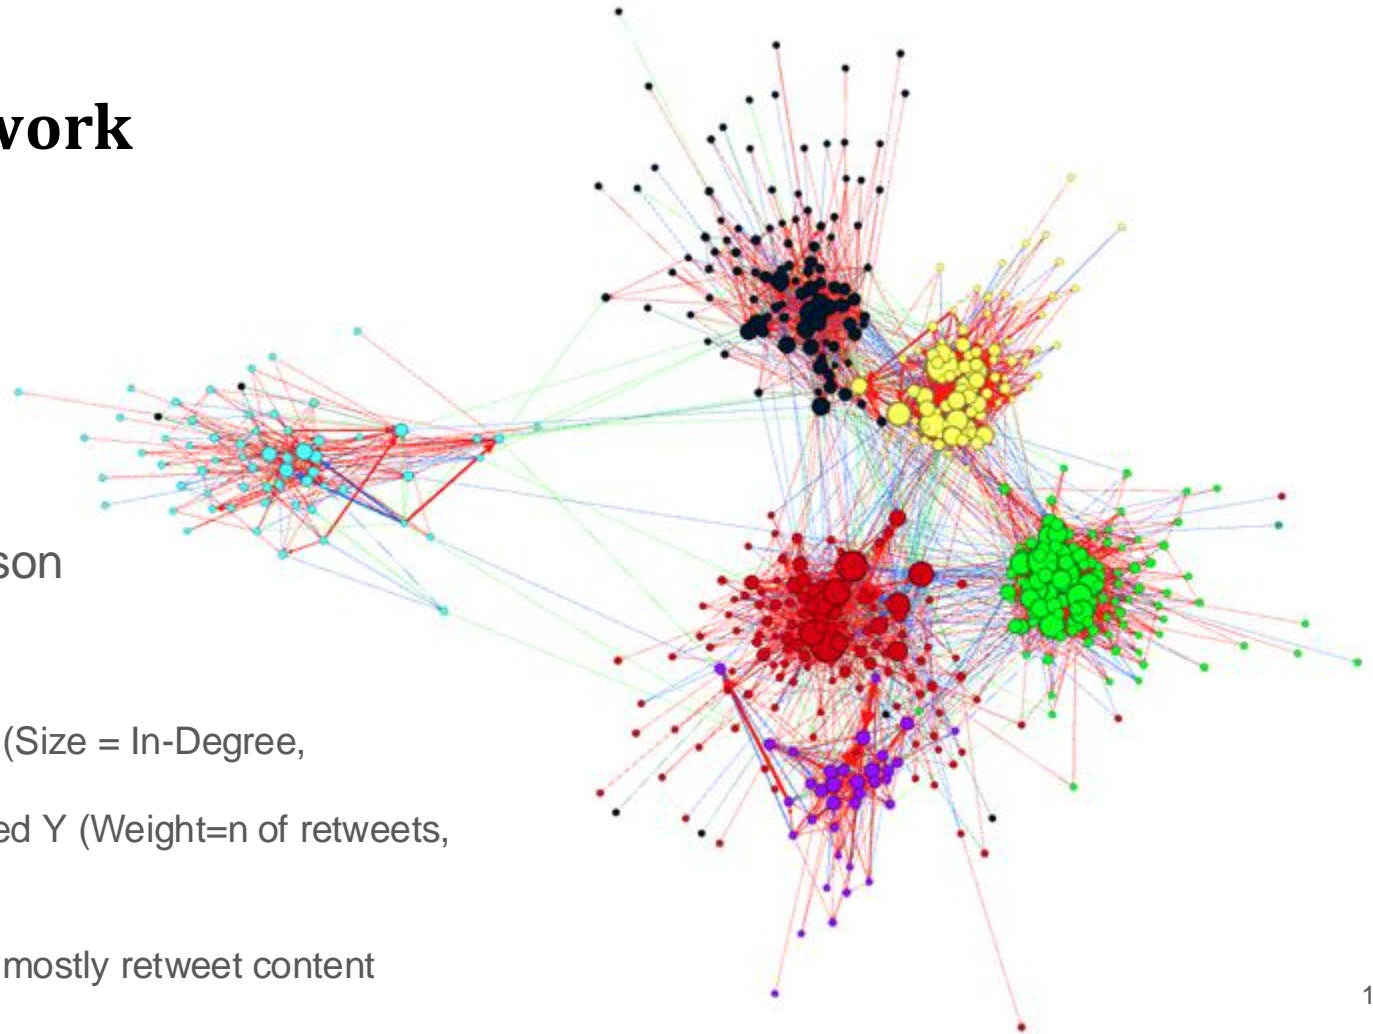 work
son
(Size = In-Degree,
ed Y (Weight=n of retweets,
mostly retweet content
1